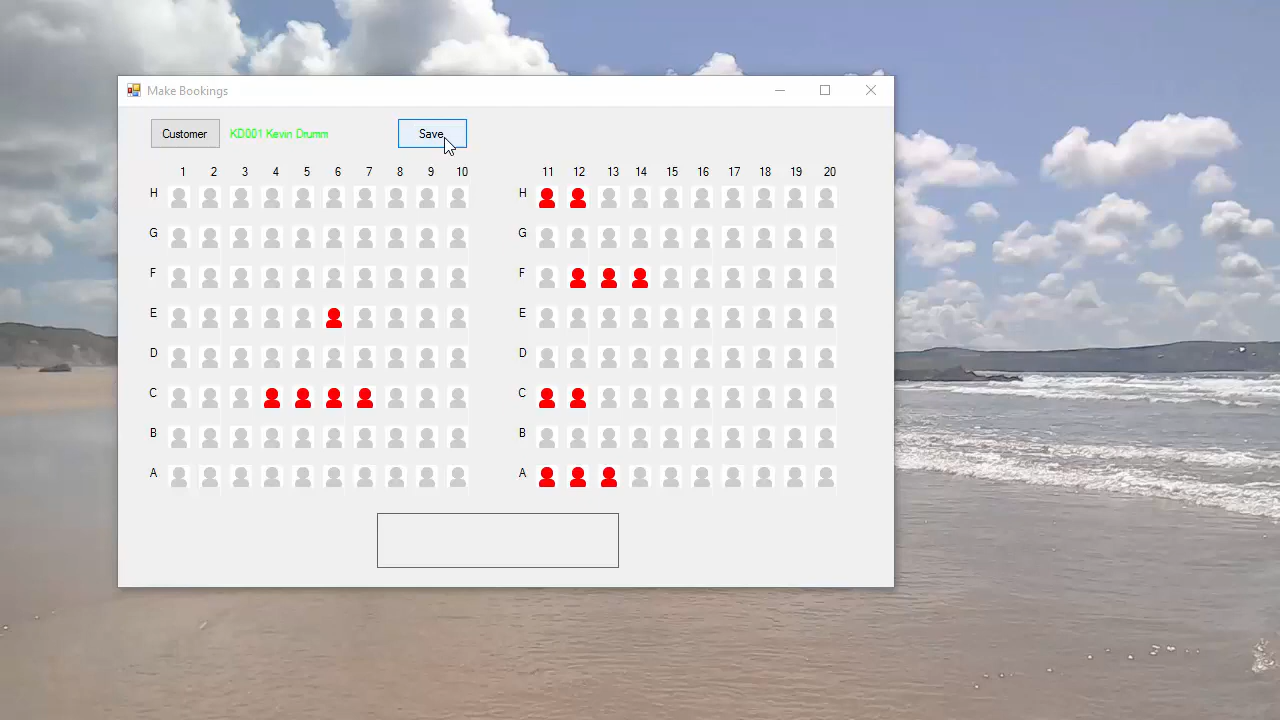 Make Bookings
Customer KD001 Kevin Drumm Save
1 2 3 4 5 6 7 8 9 10 11 12 13 14 15 16 17 18 19 20
H H
G G
F F
E E
D D
C C
B B
A A